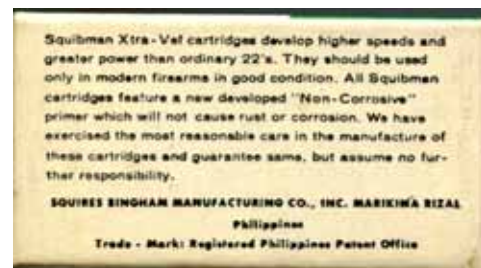 Squibman Xtra-Vel cartridges develop higher speeds and
greater power than ordinary 22's. They should be used
only in modern firearms in good condition. All Squibman
cartridges feature a new developed "Non-Corrosive"
primer which will not cause rust or corrosion. We have
exercised the most reasonable care in the manufacture of
these cartridges and guarantee same, but assume no fur-
ther responsibility.
SQUIRES BINGHAM MANUFACTURING CO., INC. MARIKINA RIZAL
Philippines
Trade - Mark: Registered Philippines Patent Office